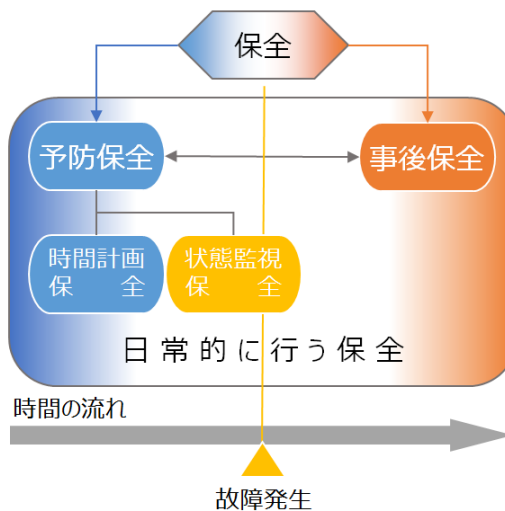 保全
予防保全
事後保全
時間計画
保全
状態監視
保全
日常的に行う保全
時間の流れ
故障発生